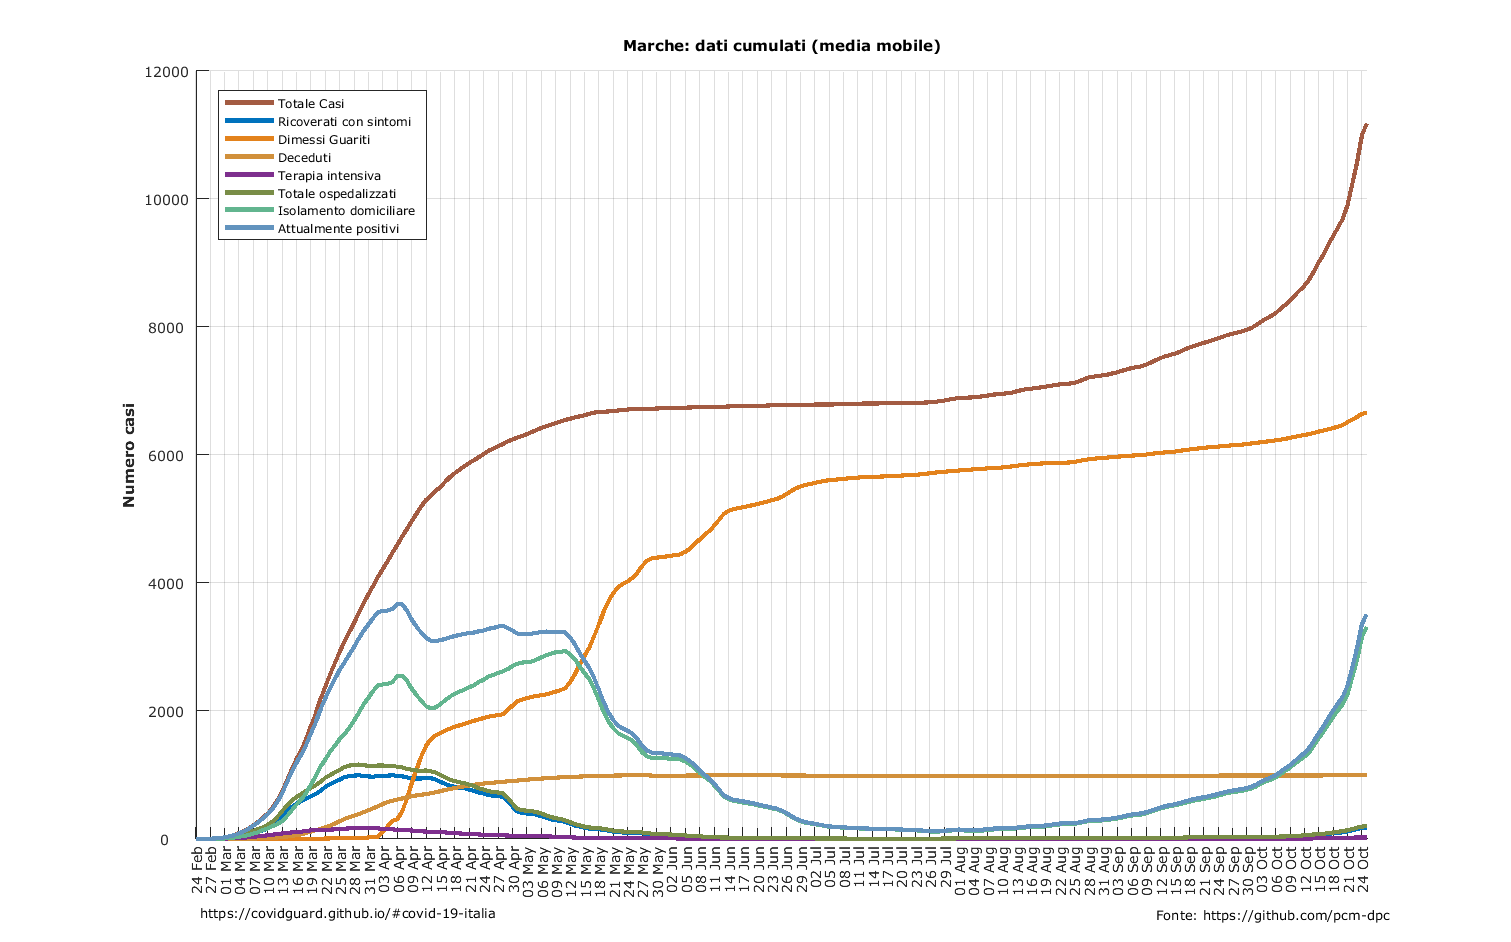 Marche: dati cumulati (media mobile)
12000
10000
8000
6000
4000
2000
0
Numero casi
Totale Casi
Ricoverati con sintomi
Dimessi Guariti
Deceduti
Terapia intensiva
Totale ospedalizzati
Isolamento domiciliare
Attualmente positivi
24 Feb
27 Feb
01 Mar
04 Mar
07 Mar
10 Mar
13 Mar
16 Mar
19 Mar
22 Mar
25 Mar
28 Mar
31 Mar
03 Apr
06 Apr
09 Apr
12 Apr
15 Apr
18 Apr
21 Apr
24 Apr
27 Apr
30 Apr
03 May
06 May
09 May
12 May
15 May
18 May
21 May
24 May
27 May
30 May
02 Jun
05 Jun
08 Jun
11 Jun
14 Jun
17 Jun
20 Jun
23 Jun
26 Jun
29 Jun
02 Jul
05 Jul
08 Jul
11 Jul
14 Jul
17 Jul
20 Jul
23 Jul
26 Jul
29 Jul
01 Aug
04 Aug
07 Aug
10 Aug
13 Aug
16 Aug
19 Aug
22 Aug
25 Aug
28 Aug
31 Aug
03 Sep
06 Sep
09 Sep
12 Sep
15 Sep
18 Sep
21 Sep
24 Sep
27 Sep
30 Sep
03 Oct
06 Oct
09 Oct
12 Oct
15 Oct
18 Oct
21 Oct
24 Oct
https://covidguard.github.io/#covid-19-italia
Fonte: https://github.com/pcm-dpc